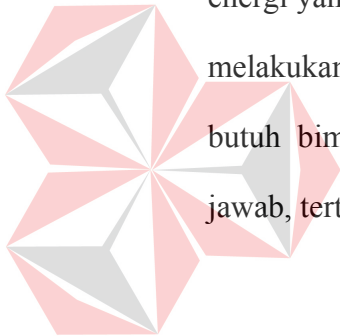 energi yan
melakukan
butuh bim
jawab, tert